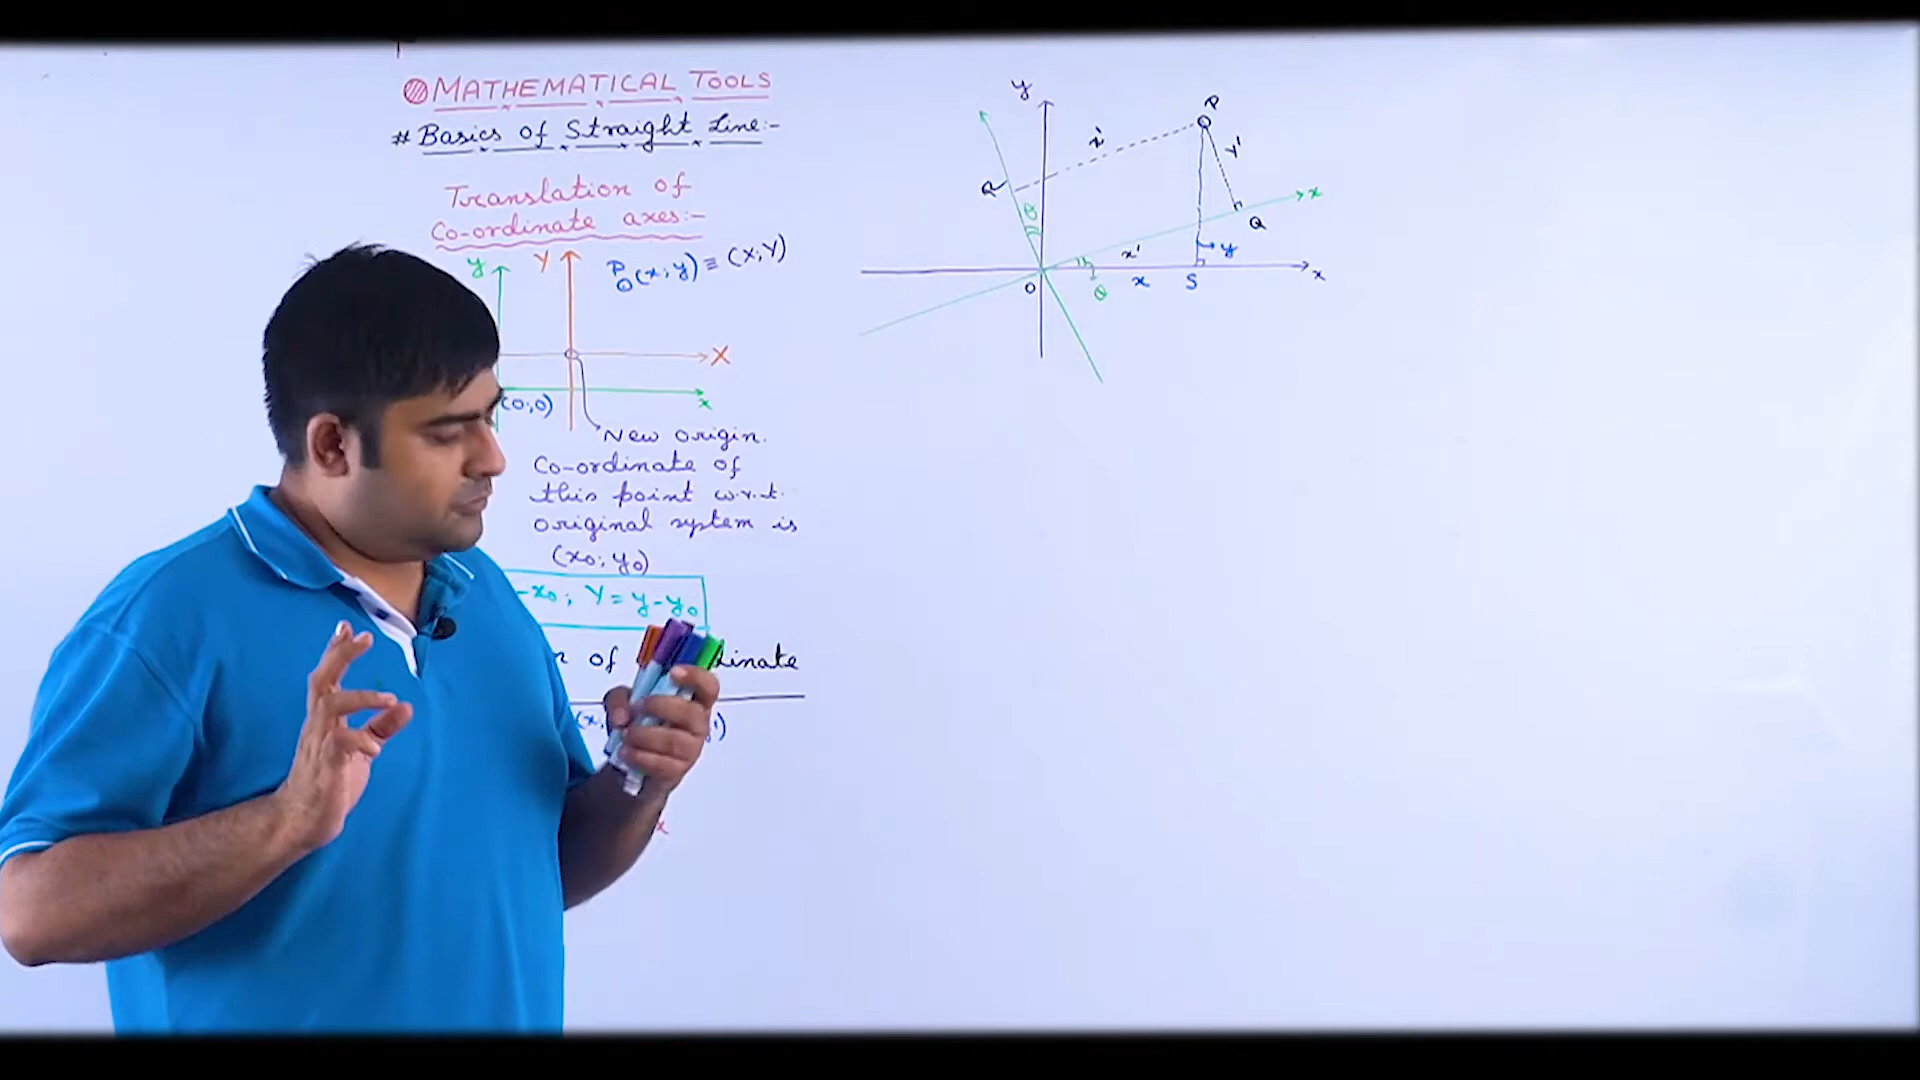 MATHEMATICAL TOOLS
# Basics of Straight Line:-
Translation of
Co-ordinate axes:-
y Y P(x, y) ≡ (X, Y)
X
(0, 0) x
New origin.
Co-ordinate of
this point w.r.t.
original system is
(x₀, y₀)
-x₀; Y = y-y₀
of
x
y P
Y'
x
Q
θ
x' y
O θ x S x